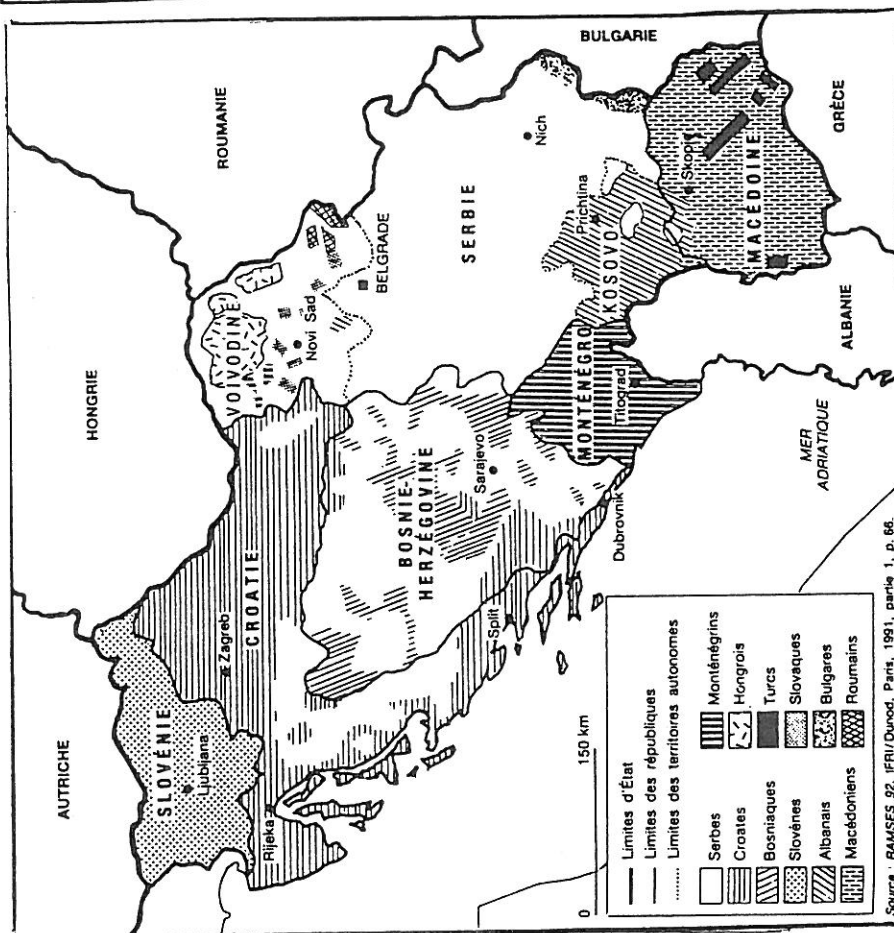 AUTRICHE
HONGRIE
ROUMANIE
BULGARIE
SLOVÉNIE
Ljubljana
Zagreb
CROATIE
Rijeka
VOIVODINE
Novi Sad
BELGRADE
SERBIE
Nich
BOSNIE-
HERZÉGOVINE
Sarajevo
Split
Dubrovnik
MONTÉNÉGRO
Titograd
KOSOVO
Prichtina
Skopje
MACÉDOINE
ALBANIE
GRÈCE
MER
ADRIATIQUE
0 150 km
Limites d'État
Limites des républiques
Limites des territoires autonomes
Serbes
Croates
Bosniaques
Slovènes
Albanais
Macédoniens
Monténégrins
Hongrois
Turcs
Slovaques
Bulgares
Roumains
Source : RAMSES 92, IFRI/Dunod, Paris, 1991, partie 1, p. 66.